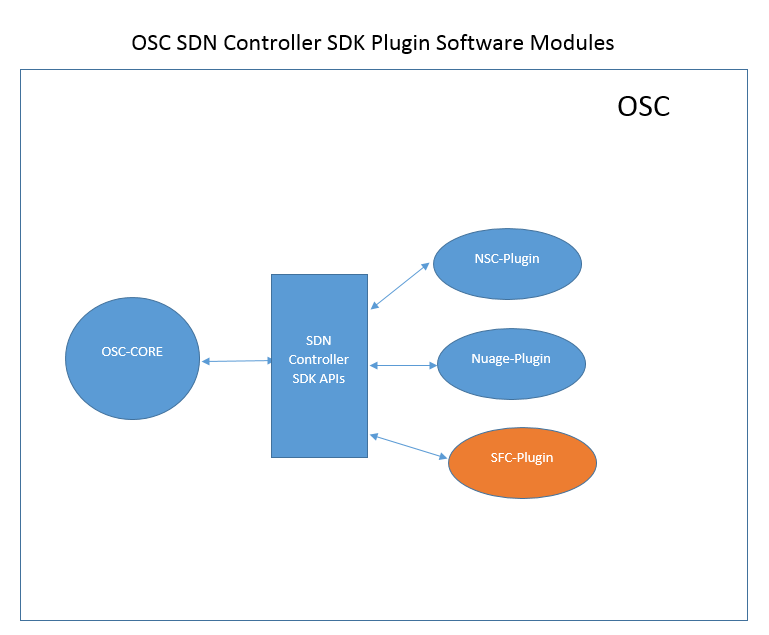 OSC SDN Controller SDK Plugin Software Modules
OSC
NSC-Plugin
OSC-CORE
SDN
Controller
SDK APIs
Nuage-Plugin
SFC-Plugin